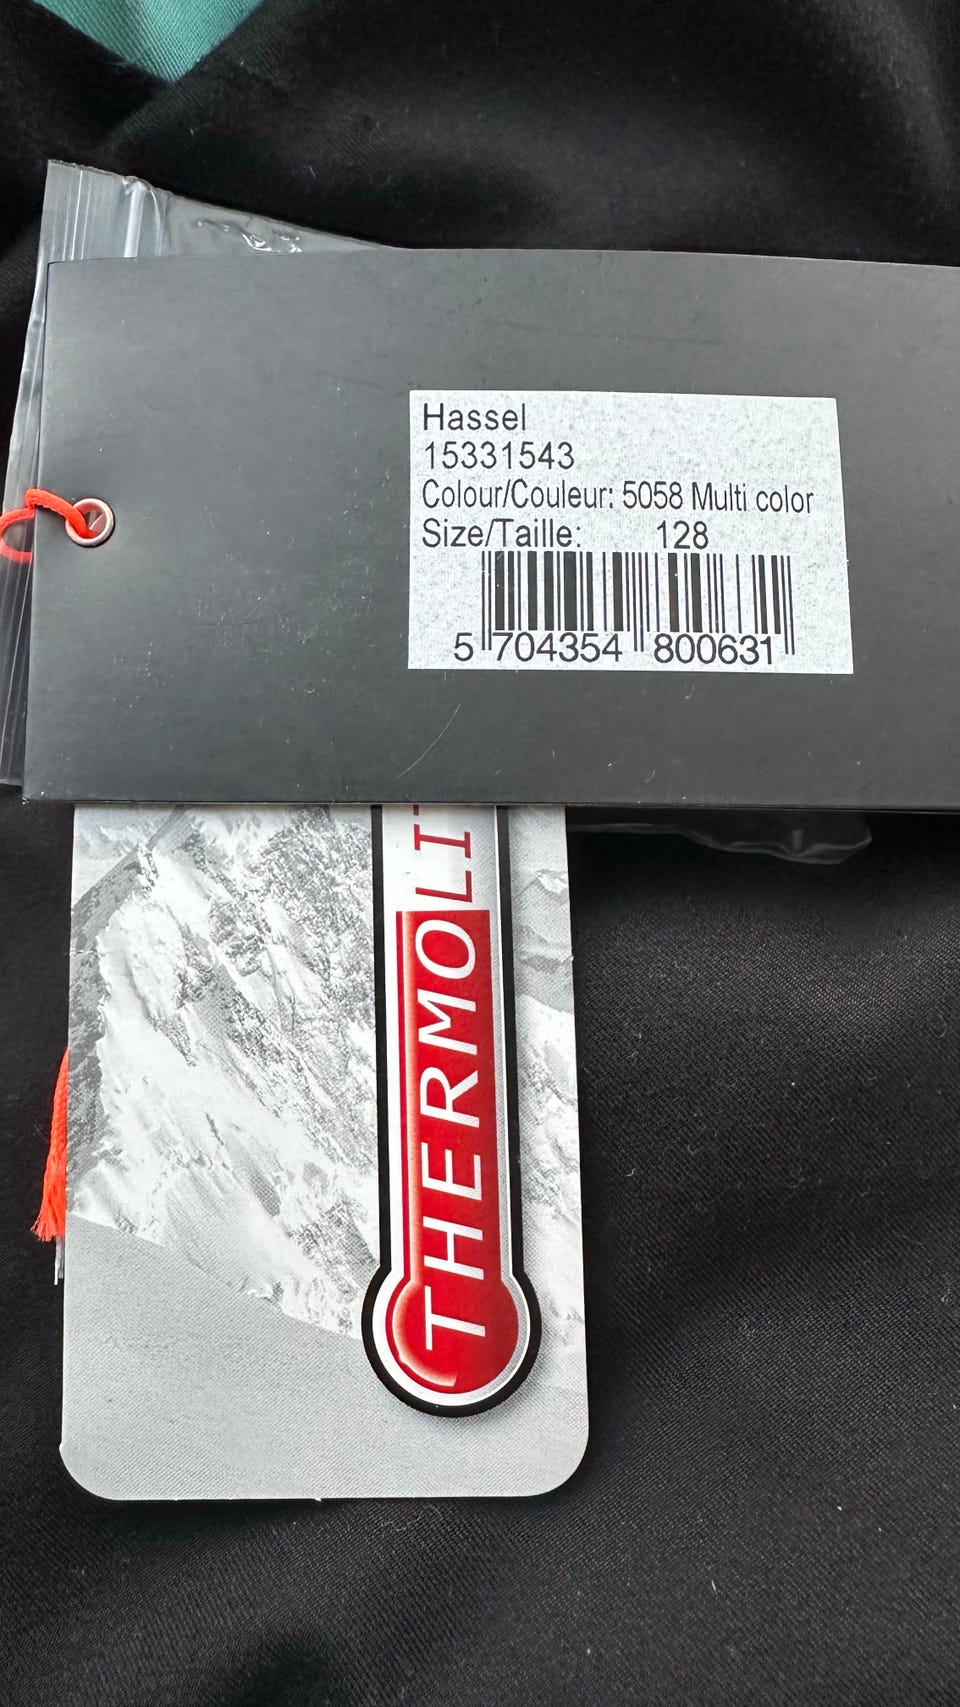 Hassel
15331543
Colour/Couleur: 5058 Multi color
Size/Taille: 128
5 704354 800631
THERMOLI